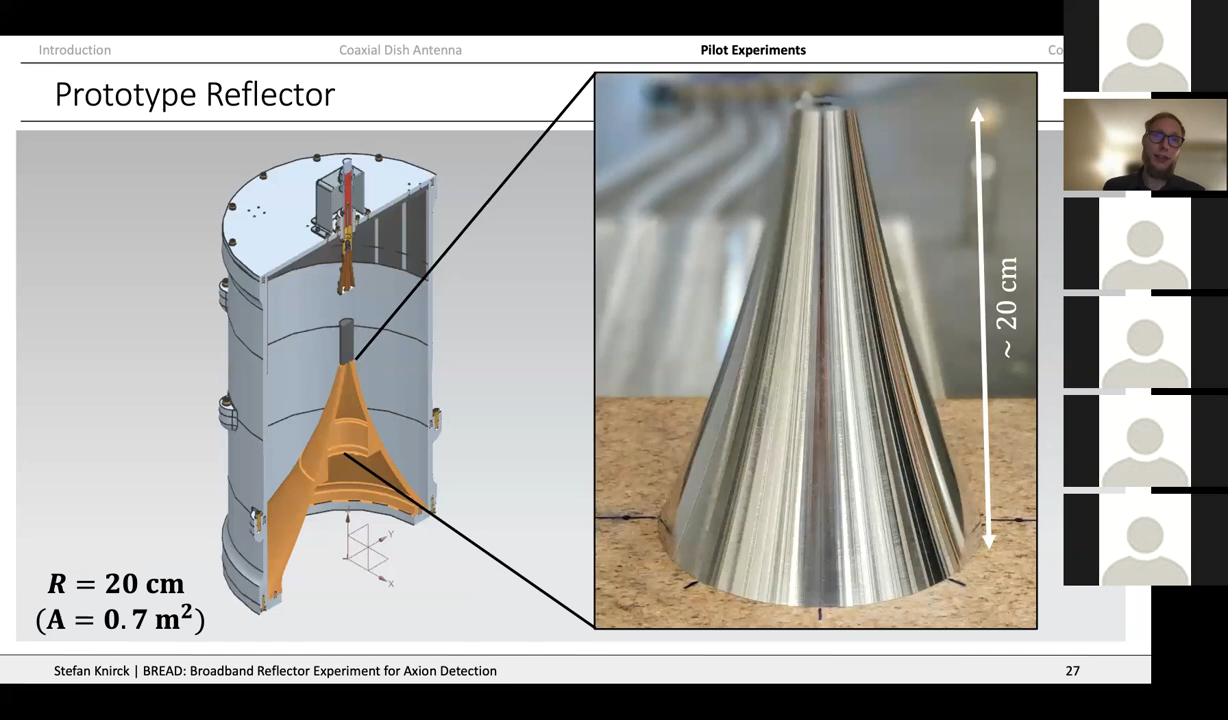 Introduction
Coaxial Dish Antenna
Pilot Experiments
Co
Prototype Reflector
~ 20 cm
Y
X
R = 20 cm
(A = 0.7 m²)
Stefan Knirck | BREAD: Broadband Reflector Experiment for Axion Detection
27